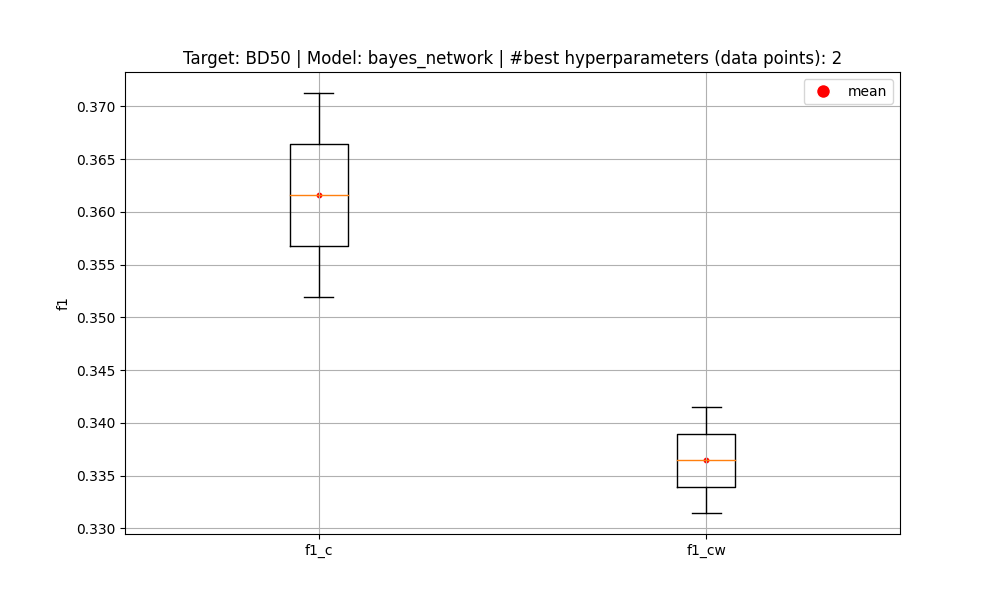 Target: BD50 | Model: bayes_network | #best hyperparameters (data points): 2
mean
0.370
0.365
0.360
0.355
0.350
0.345
0.340
0.335
0.330
f1
f1_c
f1_cw